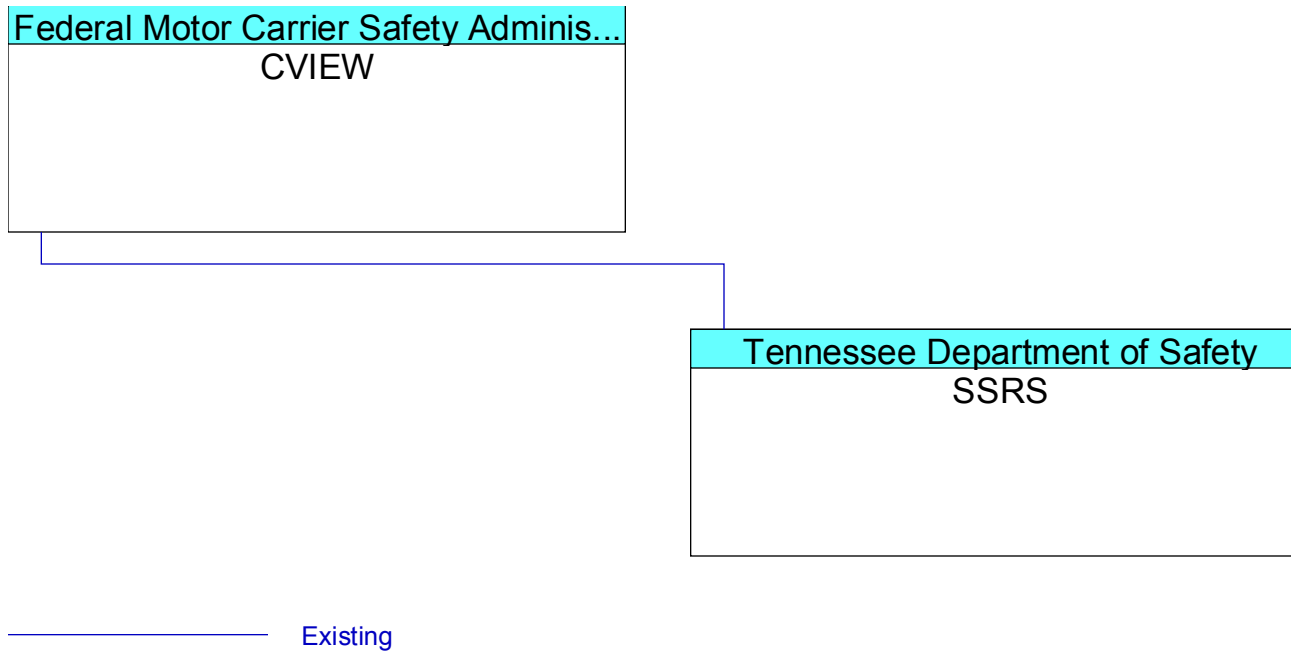 Federal Motor Carrier Safety Adminis...
CVIEW
Tennessee Department of Safety
SSRS
Existing